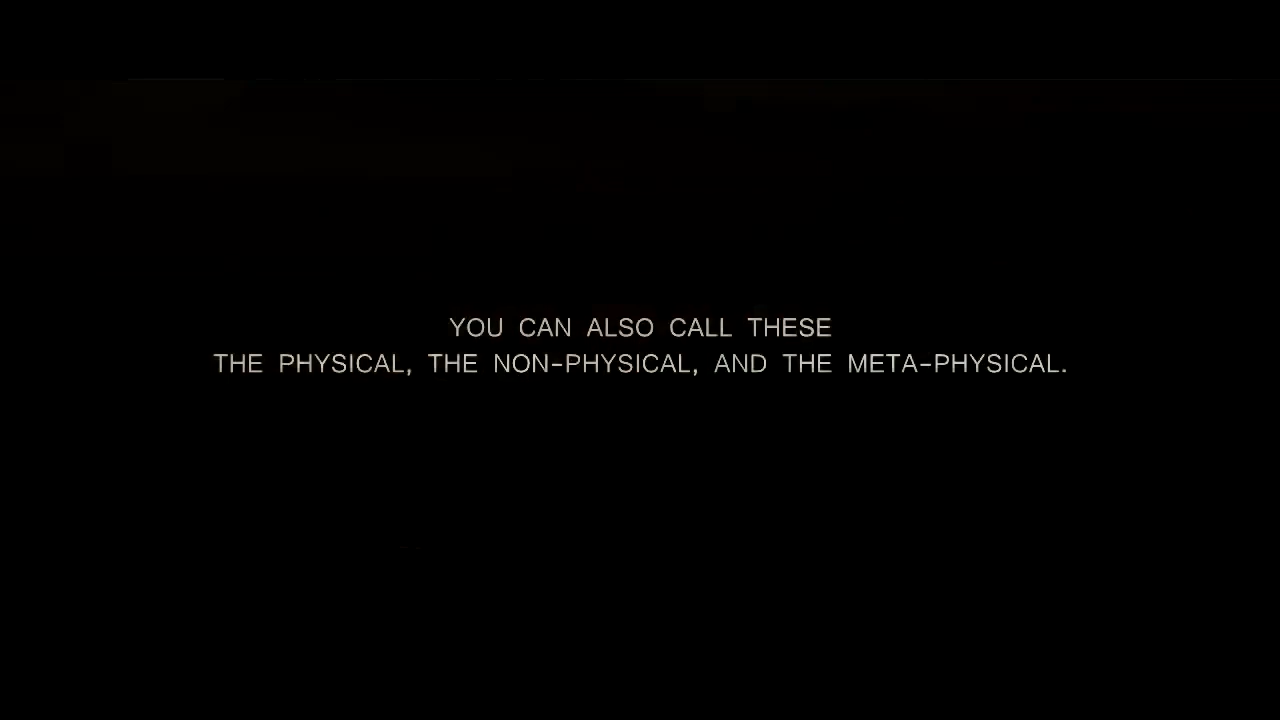 YOU CAN ALSO CALL THESE
THE PHYSICAL, THE NON-PHYSICAL, AND THE META-PHYSICAL.